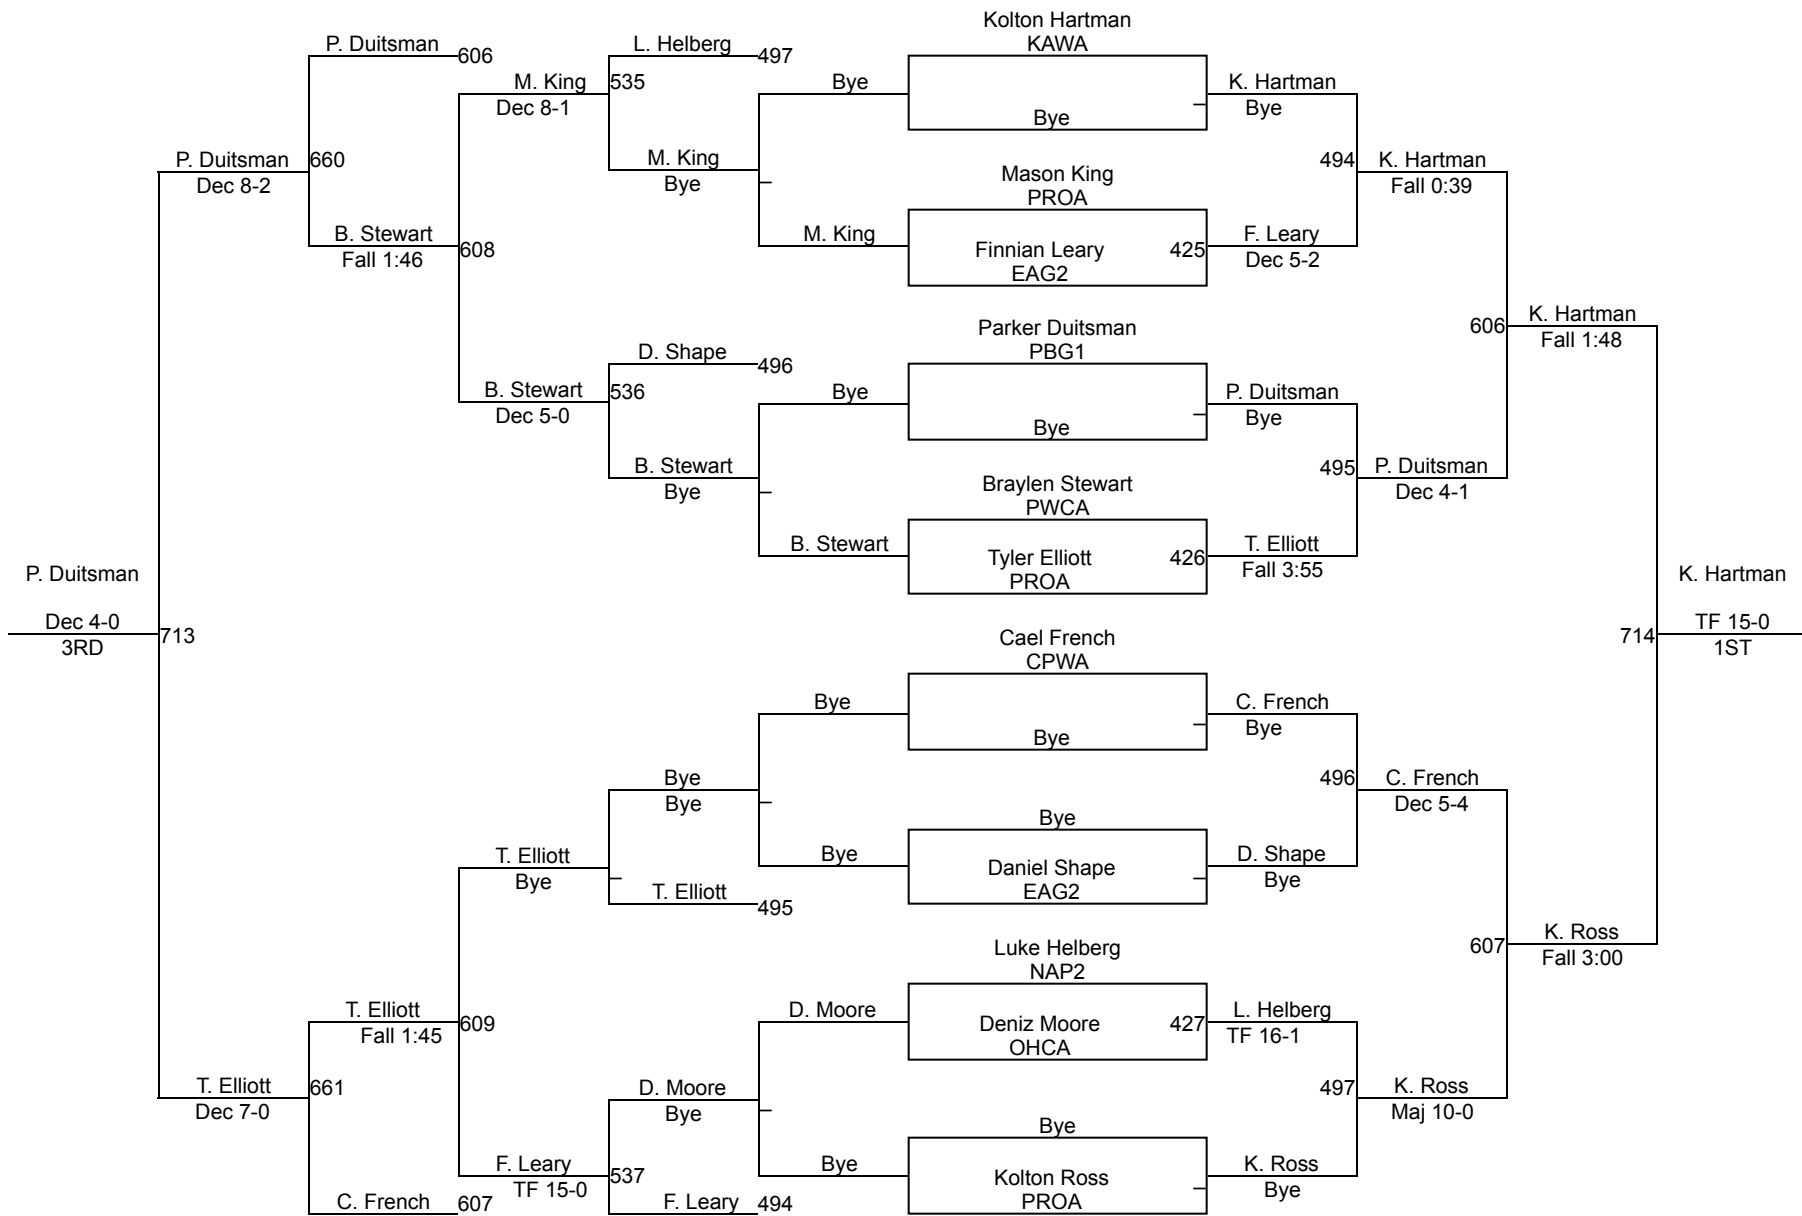 Kolton Hartman
KAWA
P. Duitsman
606
L. Helberg
497
M. King
535
Dec 8-1
Bye
K. Hartman
Bye
Bye
P. Duitsman
660
Dec 8-2
M. King
Bye
Mason King
PROA
494
K. Hartman
Fall 0:39
B. Stewart
608
Fall 1:46
M. King
Finnian Leary
EAG2
425
F. Leary
Dec 5-2
Parker Duitsman
PBG1
606
K. Hartman
Fall 1:48
D. Shape
496
B. Stewart
536
Dec 5-0
Bye
P. Duitsman
Bye
Bye
B. Stewart
Bye
Braylen Stewart
PWCA
495
P. Duitsman
Dec 4-1
B. Stewart
Tyler Elliott
PROA
426
T. Elliott
Fall 3:55
P. Duitsman
Dec 4-0
3RD
713
K. Hartman
714
TF 15-0
1ST
Cael French
CPWA
Bye
C. French
Bye
Bye
Bye
Bye
496
C. French
Dec 5-4
Bye
T. Elliott
Bye
Bye
Daniel Shape
EAG2
D. Shape
Bye
T. Elliott
495
Luke Helberg
NAP2
607
K. Ross
Fall 3:00
T. Elliott
609
Fall 1:45
D. Moore
Deniz Moore
OHCA
427
L. Helberg
TF 16-1
T. Elliott
661
Dec 7-0
D. Moore
Bye
497
K. Ross
Maj 10-0
Bye
F. Leary
537
TF 15-0
Bye
Kolton Ross
PROA
K. Ross
Bye
C. French
607
F. Leary
494